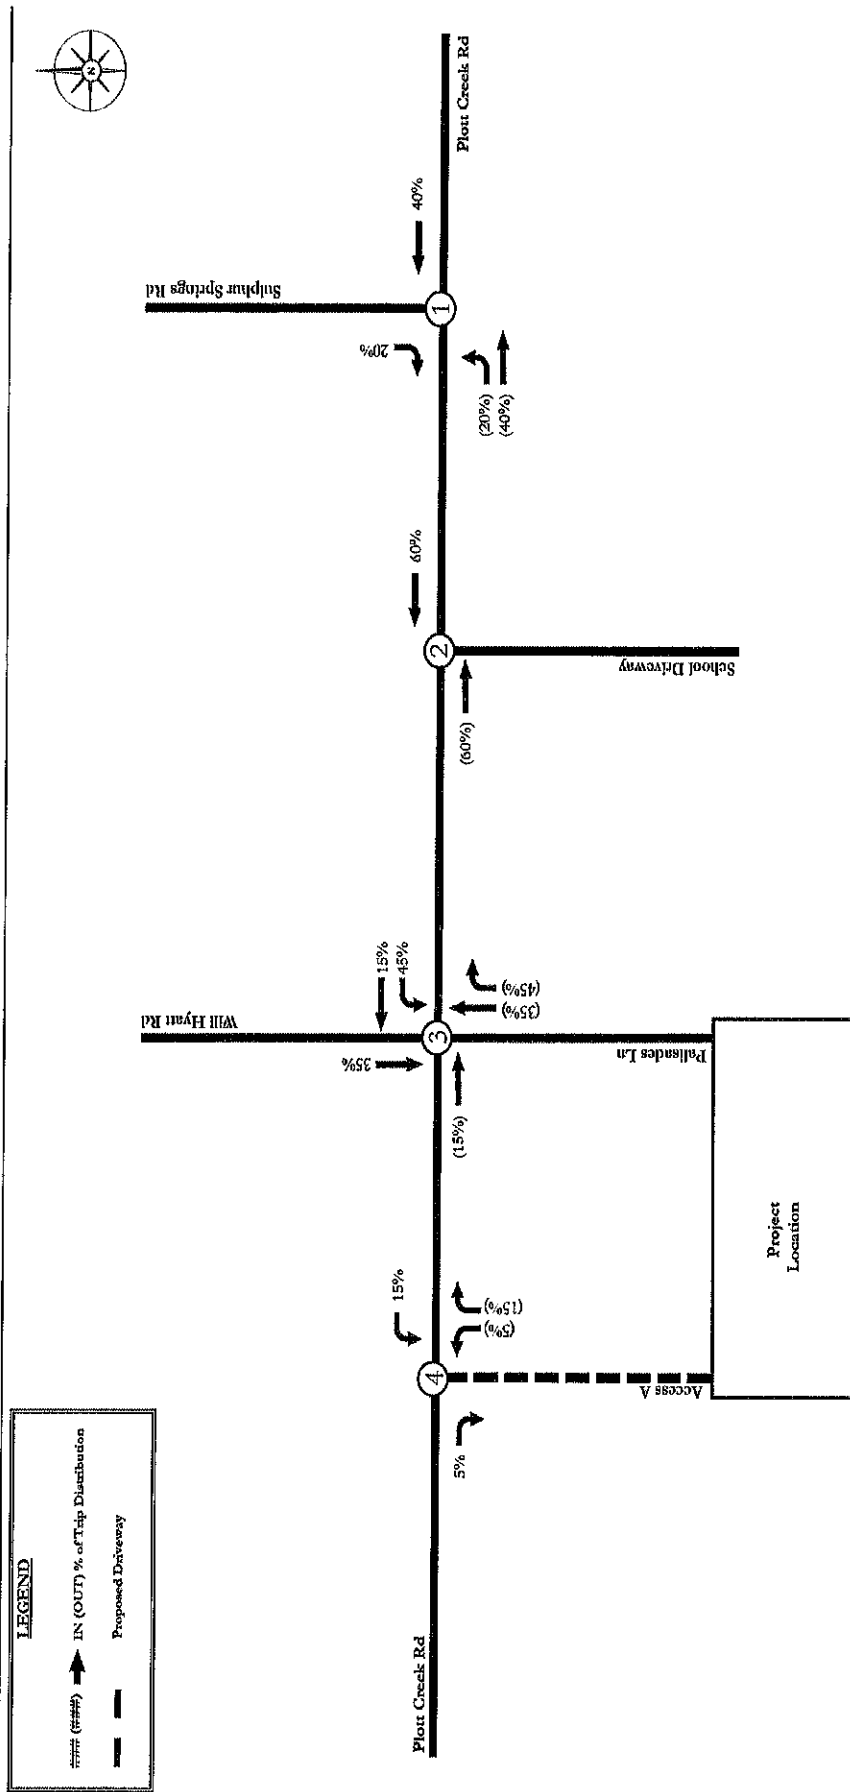 N
Plott Creek Rd
Sulphur Springs Rd
40%
1
20%
(20%)
(40%)
60%
2
School Driveway
(60%)
15%
45%
Will Hyatt Rd
(45%)
(35%)
3
35%
Palisades Ln
(15%)
Project
Location
15%
(15%)
(5%)
4
Access A
5%
Plott Creek Rd
LEGEND
### (###) IN (OUT) % of Trip Distribution
Proposed Driveway